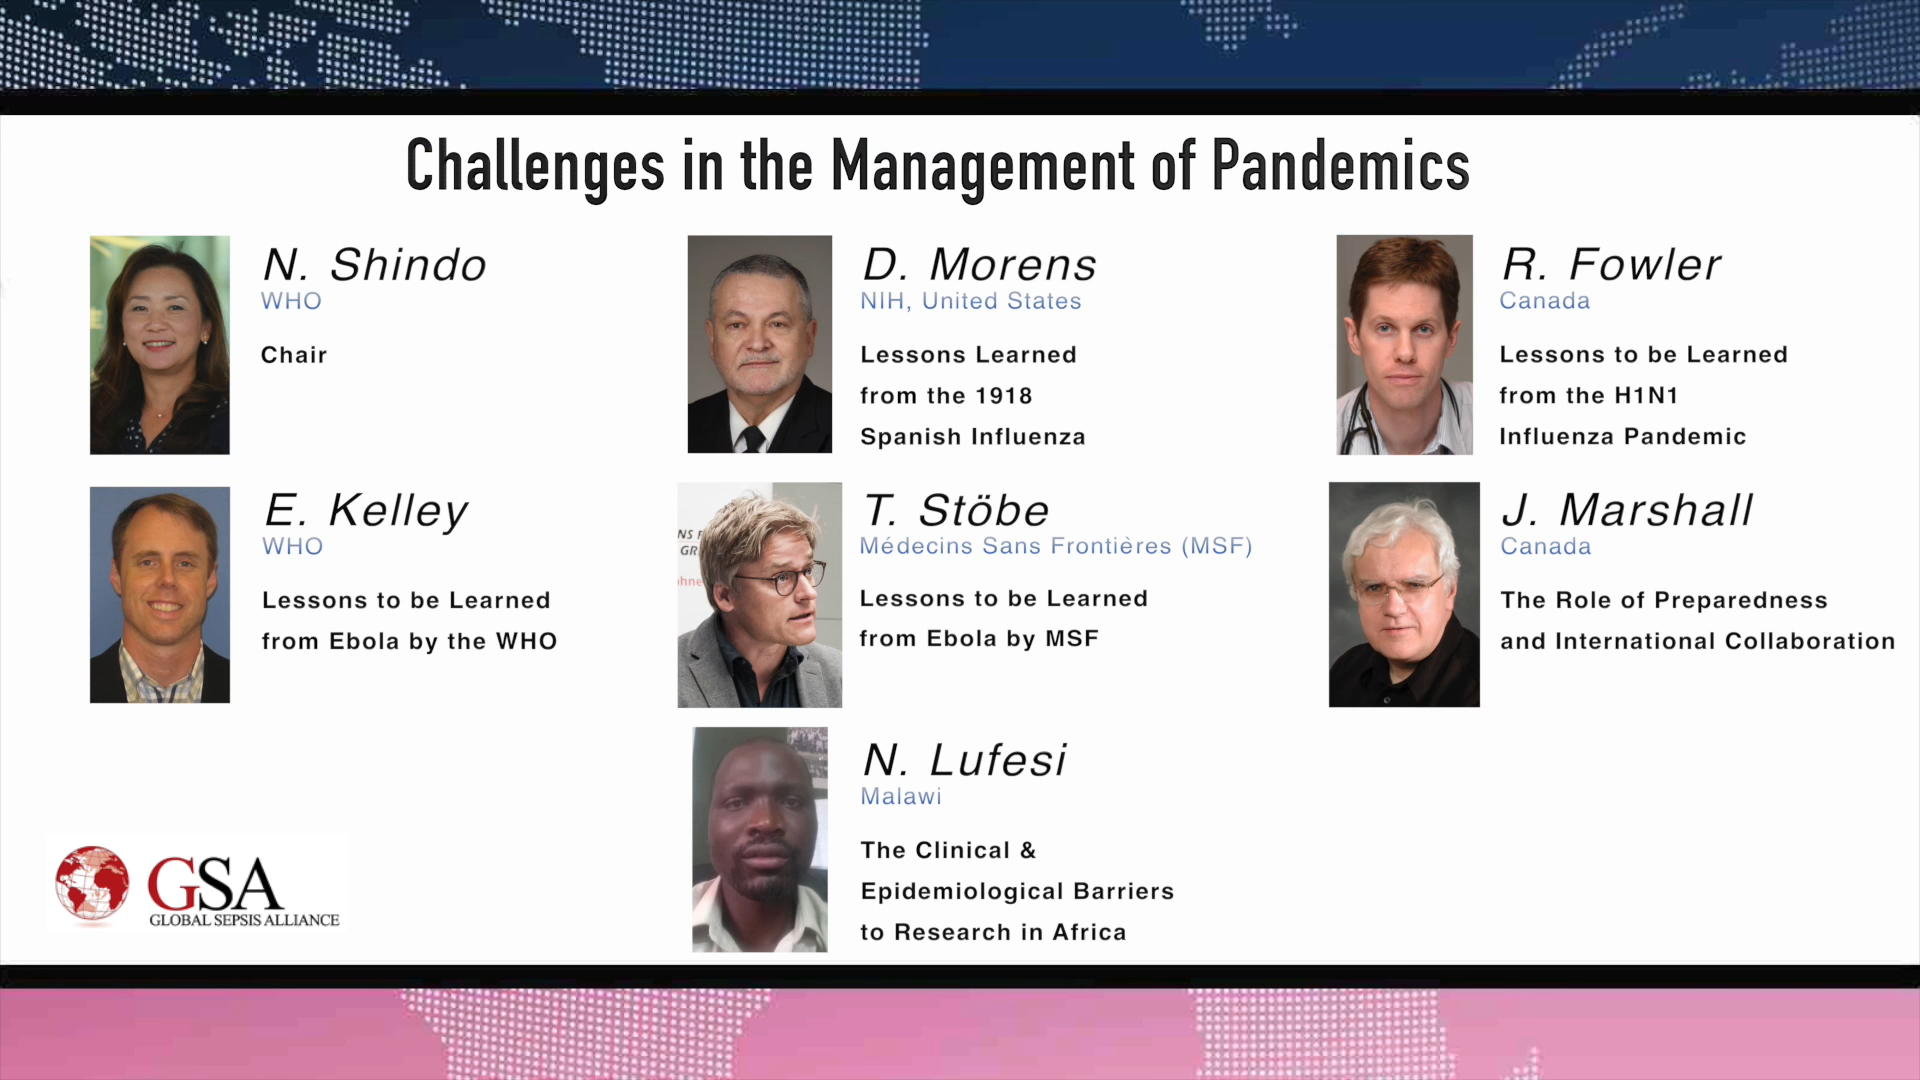 Challenges in the Management of Pandemics
N. Shindo
WHO
Chair
D. Morens
NIH, United States
Lessons Learned
from the 1918
Spanish Influenza
R. Fowler
Canada
Lessons to be Learned
from the H1N1
Influenza Pandemic
E. Kelley
WHO
Lessons to be Learned
from Ebola by the WHO
T. Stöbe
Médecins Sans Frontières (MSF)
Lessons to be Learned
from Ebola by MSF
J. Marshall
Canada
The Role of Preparedness
and International Collaboration
N. Lufesi
Malawi
The Clinical &
Epidemiological Barriers
to Research in Africa
GSA
GLOBAL SEPSIS ALLIANCE